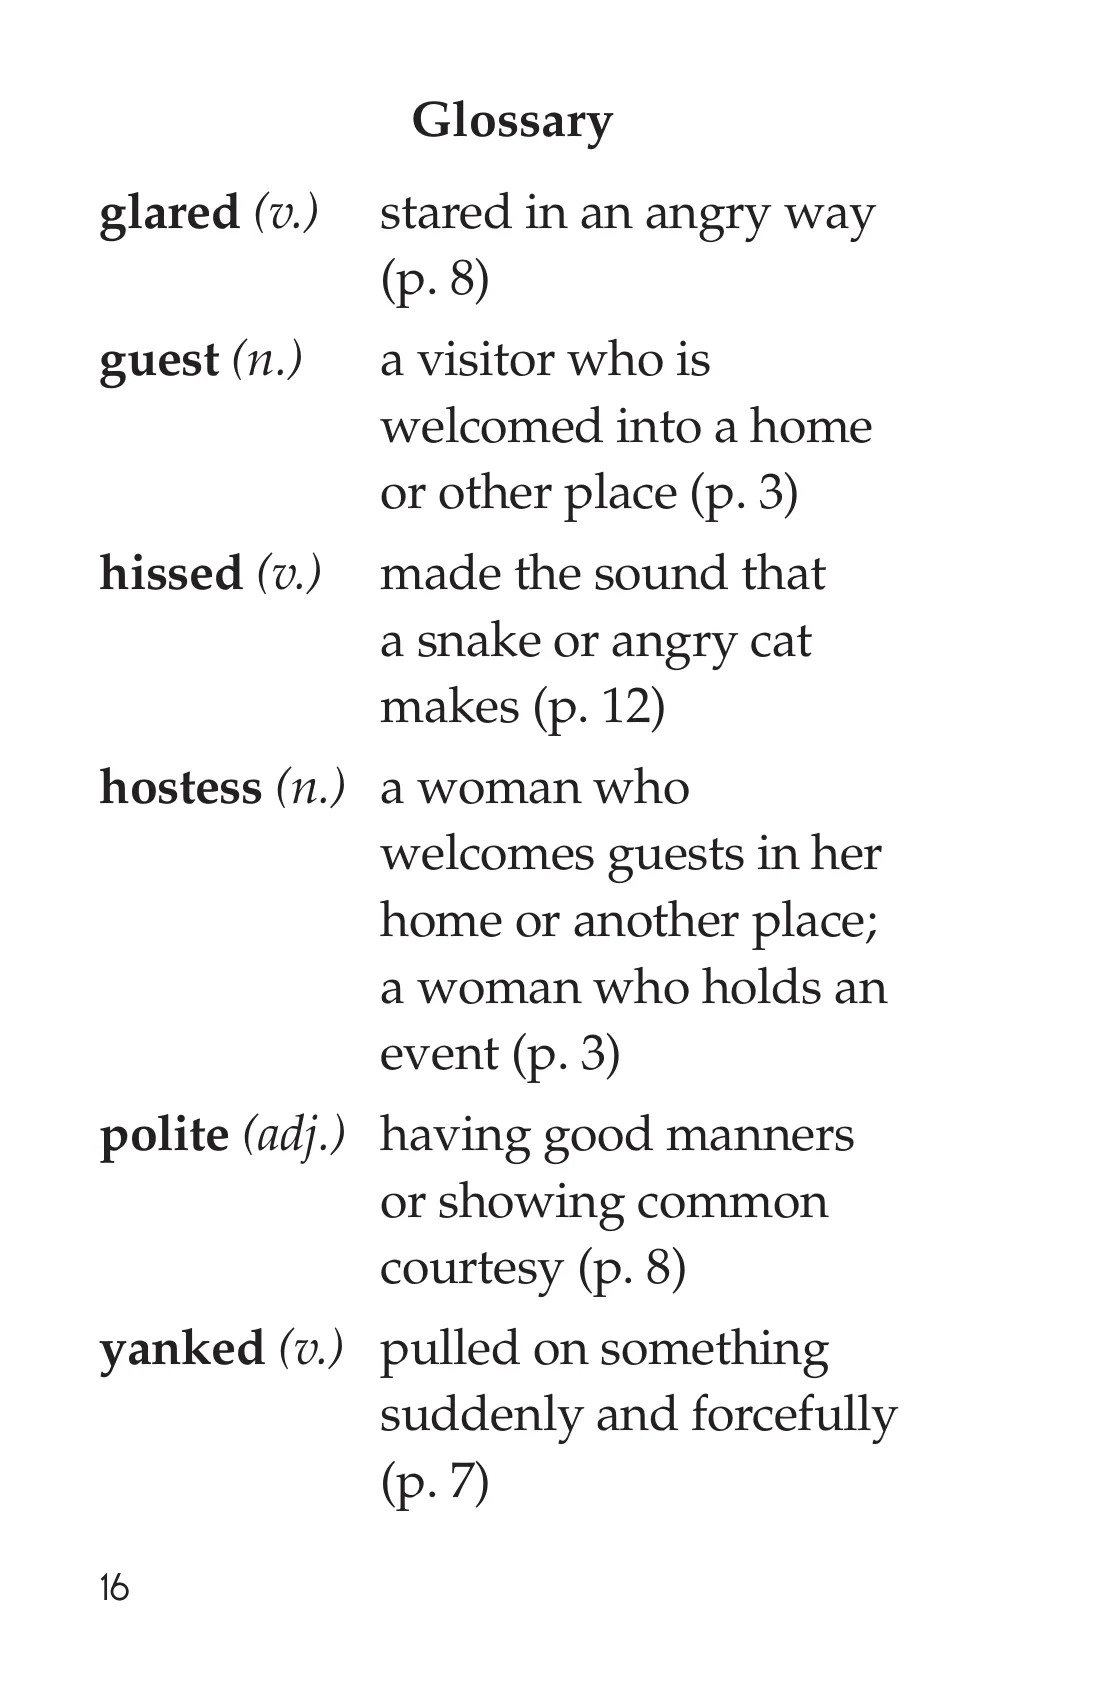 Glossary
glared (v.) stared in an angry way
(p. 8)
guest (n.) a visitor who is
welcomed into a home
or other place (p. 3)
hissed (v.) made the sound that
a snake or angry cat
makes (p. 12)
hostess (n.) a woman who
welcomes guests in her
home or another place;
a woman who holds an
event (p. 3)
polite (adj.) having good manners
or showing common
courtesy (p. 8)
yanked (v.) pulled on something
suddenly and forcefully
(p. 7)
16